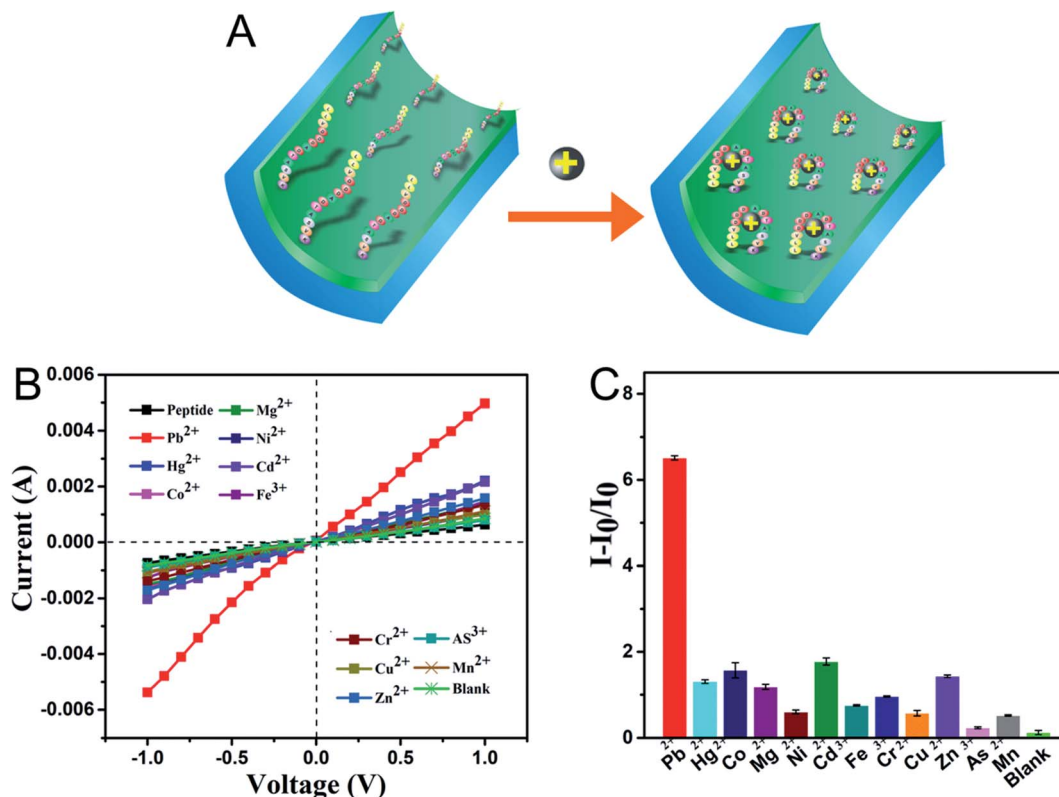 A
B
0.006
0.004
0.002
0.000
-0.002
-0.004
-0.006
Current (A)
Peptide
Pb2+
Hg2+
Co2+
Mg2+
Ni2+
Cd2+
Fe3+
Cr2+
Cu2+
Zn2+
AS3+
Mn2+
Blank
-1.0 -0.5 0.0 0.5 1.0
Voltage (V)
C
8
6
4
2
0
I-I0/I0
Pb2+ Hg2+ Co2+ Mg2+ Ni2+ Cd2+ Fe3+ Cr3+ Cu2+ Zn2+ As3+ Mn2+ Blank